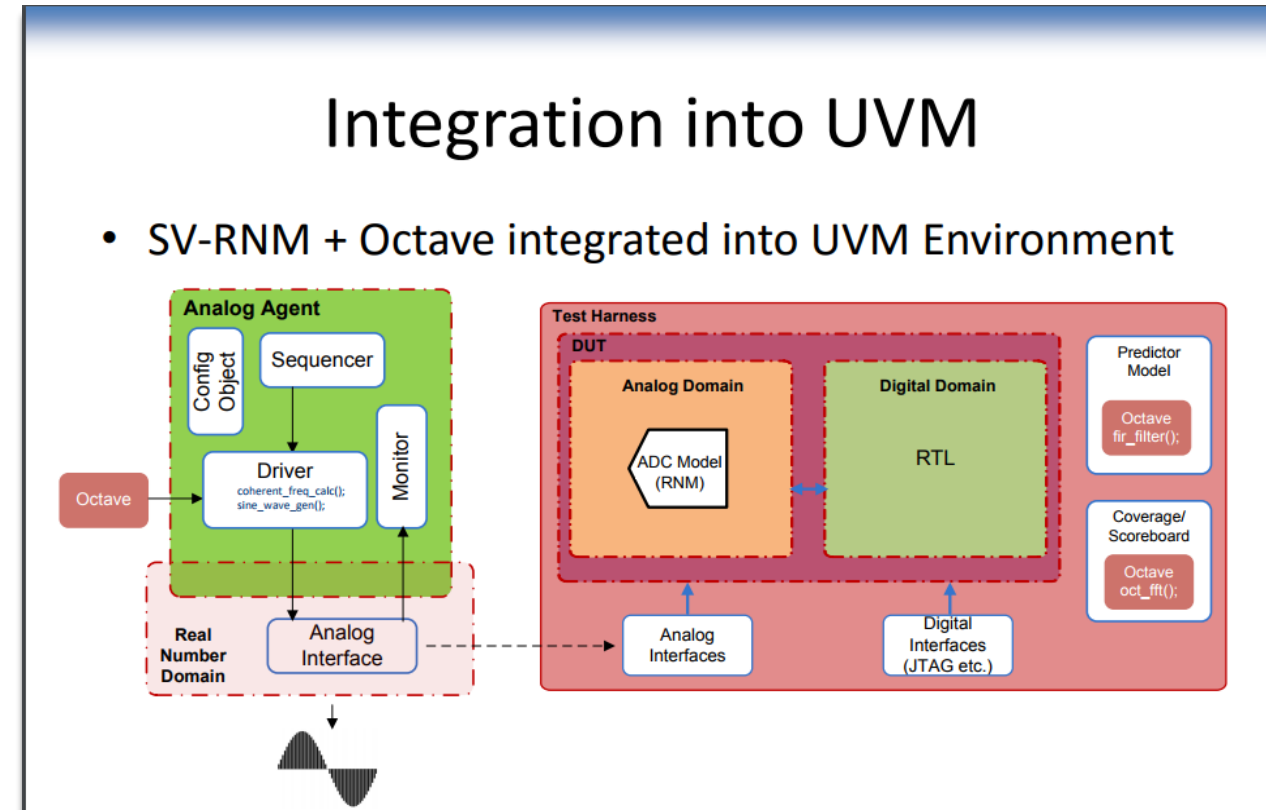 Integration into UVM
• SV-RNM + Octave integrated into UVM Environment
Analog Agent
Config
Object
Sequencer
Driver
coherent_freq_calc();
sine_wave_gen();
Monitor
Octave
Real
Number
Domain
Analog
Interface
Test Harness
DUT
Analog Domain
ADC Model
(RNM)
Digital Domain
RTL
Analog
Interfaces
Digital
Interfaces
(JTAG etc.)
Predictor
Model
Octave
fir_filter();
Coverage/
Scoreboard
Octave
oct_fft();